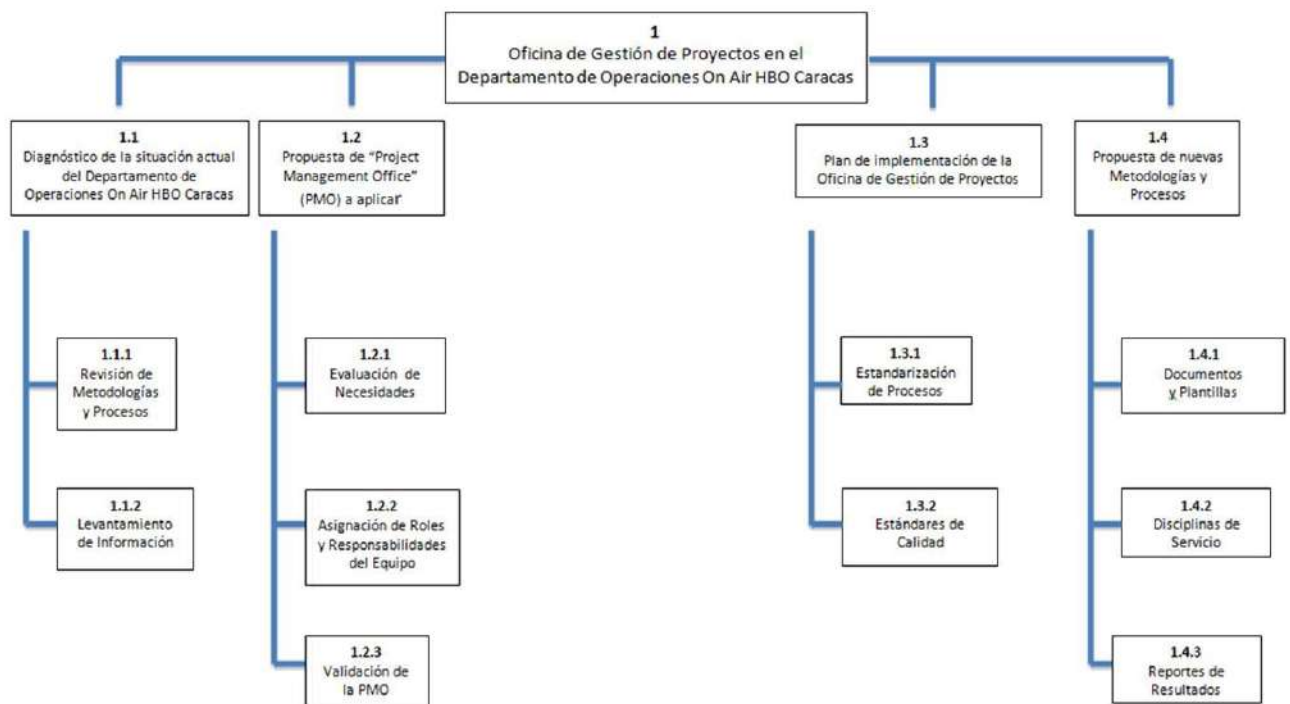 1
Oficina de Gestión de Proyectos en el
Departamento de Operaciones On Air HBO Caracas
1.1
Diagnóstico de la situación actual
del Departamento de
Operaciones On Air HBO Caracas
1.2
Propuesta de “Project
Management Office”
(PMO) a aplicar
1.3
Plan de implementación de la
Oficina de Gestión de Proyectos
1.4
Propuesta de nuevas
Metodologías y
Procesos
1.1.1
Revisión de
Metodologías
y Procesos
1.1.2
Levantamiento
de Información
1.2.1
Evaluación de
Necesidades
1.2.2
Asignación de Roles
y Responsabilidades
del Equipo
1.2.3
Validación de
la PMO
1.3.1
Estandarización
de Procesos
1.3.2
Estándares de
Calidad
1.4.1
Documentos
y Plantillas
1.4.2
Disciplinas de
Servicio
1.4.3
Reportes de
Resultados